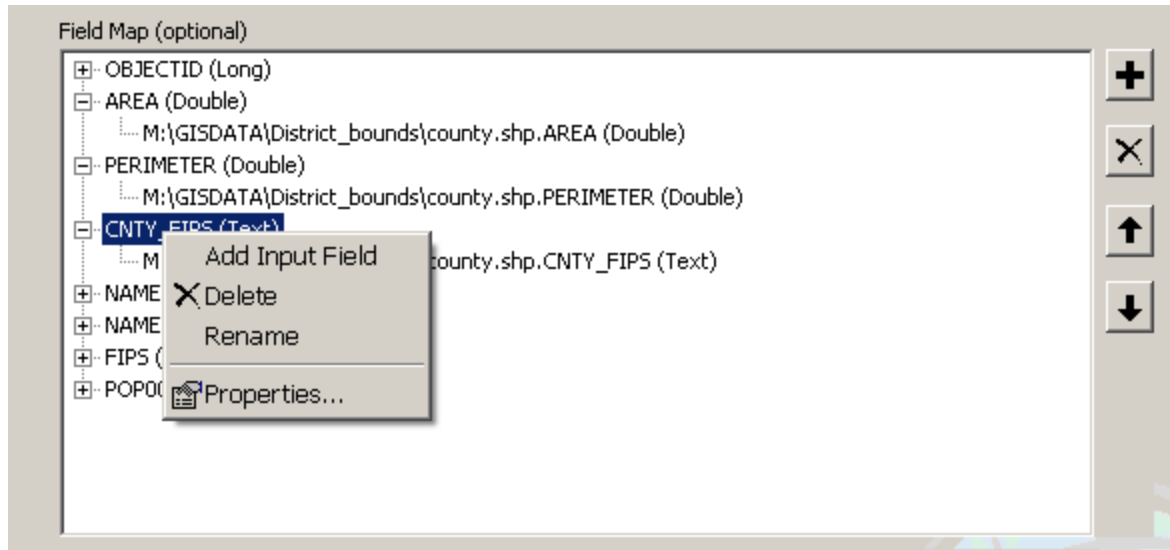 Field Map (optional)
OBJECTID (Long)
AREA (Double)
M:\GISDATA\District_bounds\county.shp.AREA (Double)
PERIMETER (Double)
M:\GISDATA\District_bounds\county.shp.PERIMETER (Double)
CNTY_FIPS (Text)
M county.shp.CNTY_FIPS (Text)
NAME
NAME
FIPS (
POP00
Add Input Field
Delete
Rename
Properties...